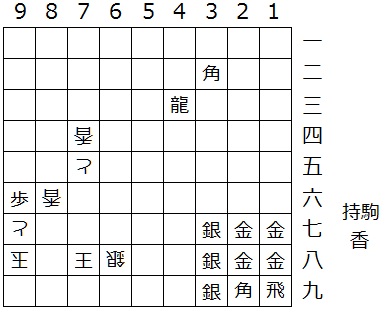 9 8 7 6 5 4 3 2 1
角 二
龍 三
香 四
と 五
歩 香 六
と 銀 金 金 七
王 王 銀 銀 金 金 八
銀 角 飛 九
一
持駒
香